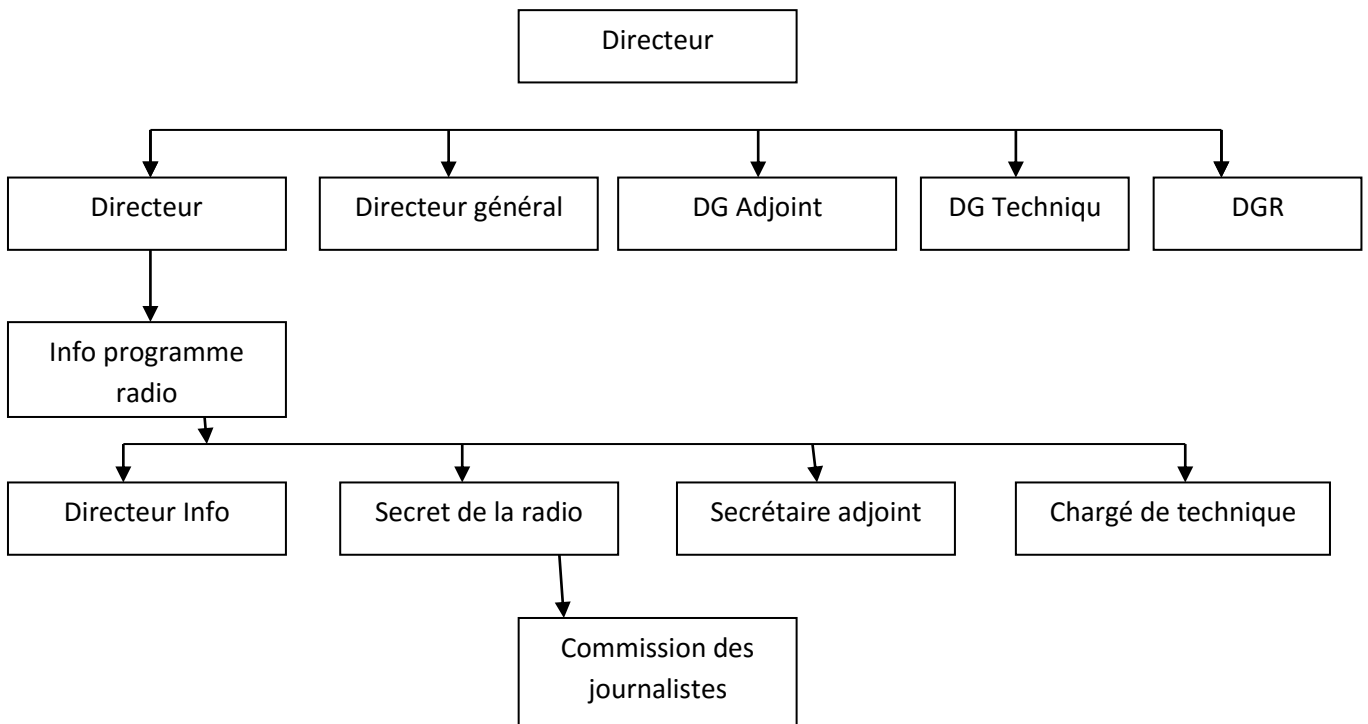 Directeur
Directeur
Directeur général
DG Adjoint
DG Techniqu
DGR
Info programme
radio
Directeur Info
Secret de la radio
Secrétaire adjoint
Chargé de technique
Commission des
journalistes